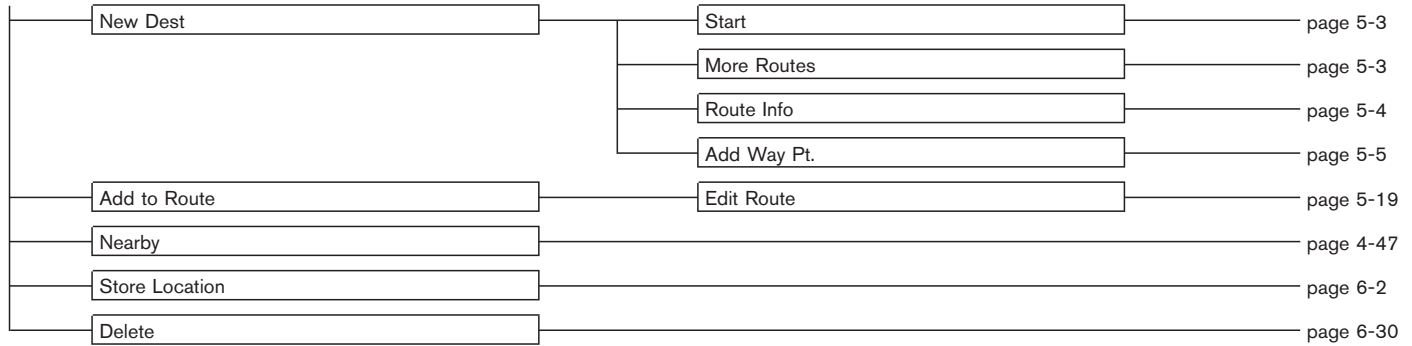 New Dest Start page 5-3
More Routes page 5-3
Route Info page 5-4
Add Way Pt. page 5-5
Add to Route Edit Route page 5-19
Nearby page 4-47
Store Location page 6-2
Delete page 6-30